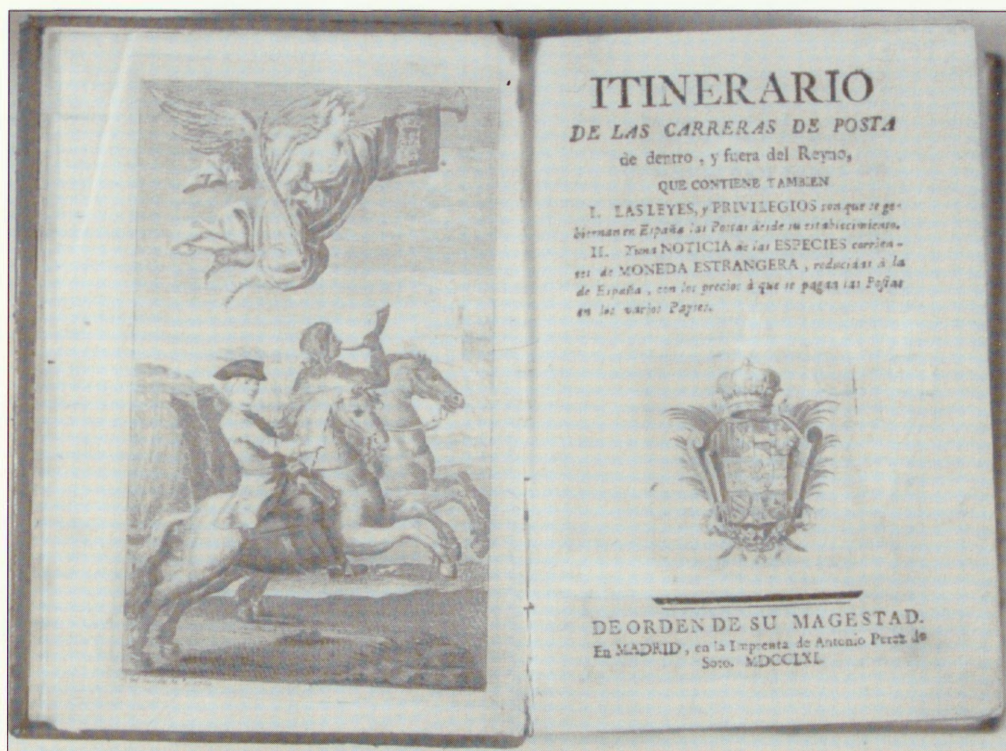 ITINERARIO
DE LAS CARRERAS DE POSTA
de dentro, y fuera del Reyno,
QUE CONTIENE TAMBIEN
I. LAS LEYES, y PRIVILEGIOS con que se go-
biernan en España las Postas desde su establecimiento.
II. Y una NOTICIA de las ESPECIES corrien-
tes de MONEDA ESTRANGERA, reducidas à la
de España, con los precios à que se pagan las Postas
en los varios Payses.
DE ORDEN DE SU MAGESTAD.
En MADRID, en la Imprenta de Antonio Perez de
Soto. MDCCLXI.